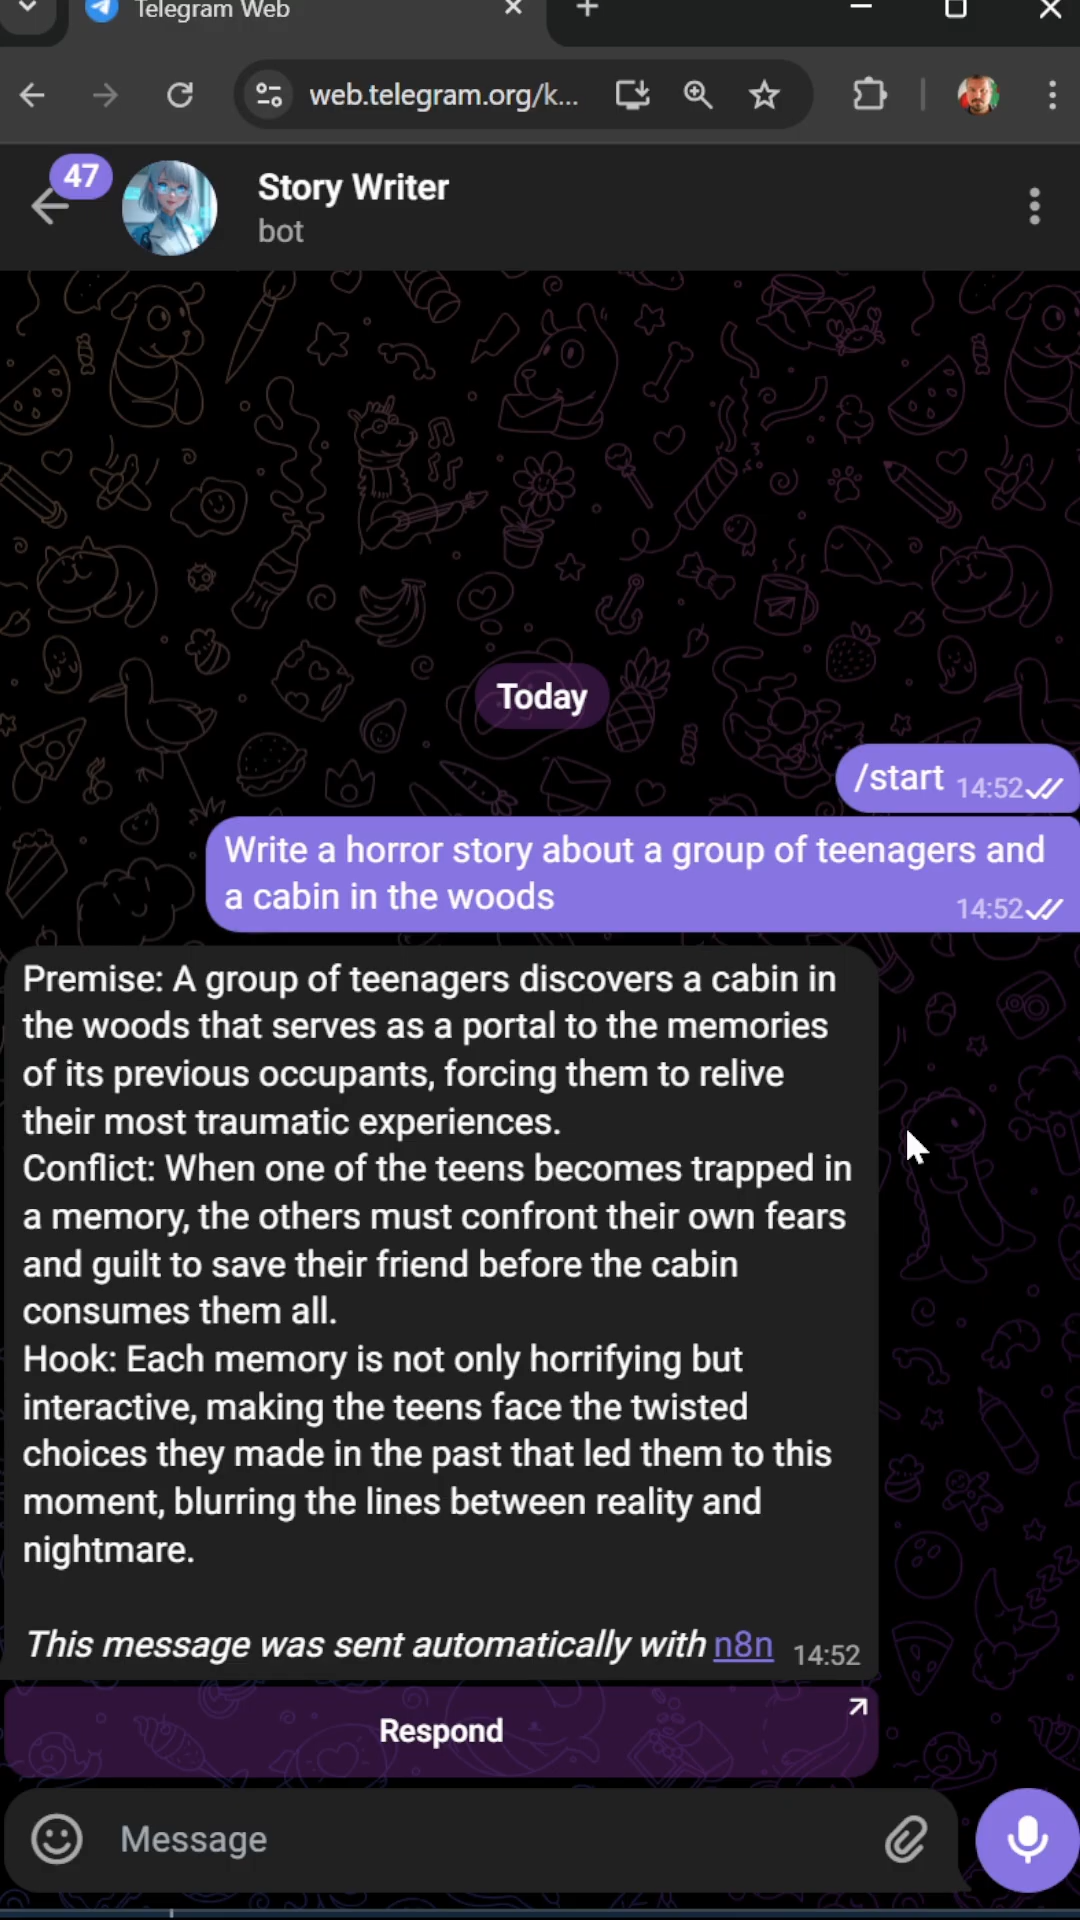 Telegram Web
web.telegram.org/k...
47
Story Writer
bot
Today
/start 14:52
Write a horror story about a group of teenagers and
a cabin in the woods
14:52
Premise: A group of teenagers discovers a cabin in
the woods that serves as a portal to the memories
of its previous occupants, forcing them to relive
their most traumatic experiences.
Conflict: When one of the teens becomes trapped in
a memory, the others must confront their own fears
and guilt to save their friend before the cabin
consumes them all.
Hook: Each memory is not only horrifying but
interactive, making the teens face the twisted
choices they made in the past that led them to this
moment, blurring the lines between reality and
nightmare.
This message was sent automatically with n8n 14:52
Respond
Message